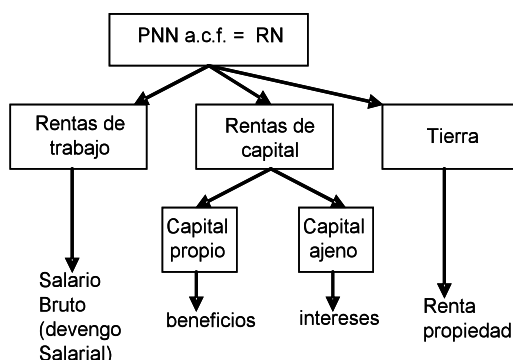 PNN a.c.f. = RN
Rentas de
trabajo
Rentas de
capital
Tierra
Capital
propio
Capital
ajeno
Salario
Bruto
(devengo
Salarial)
beneficios
intereses
Renta
propiedad